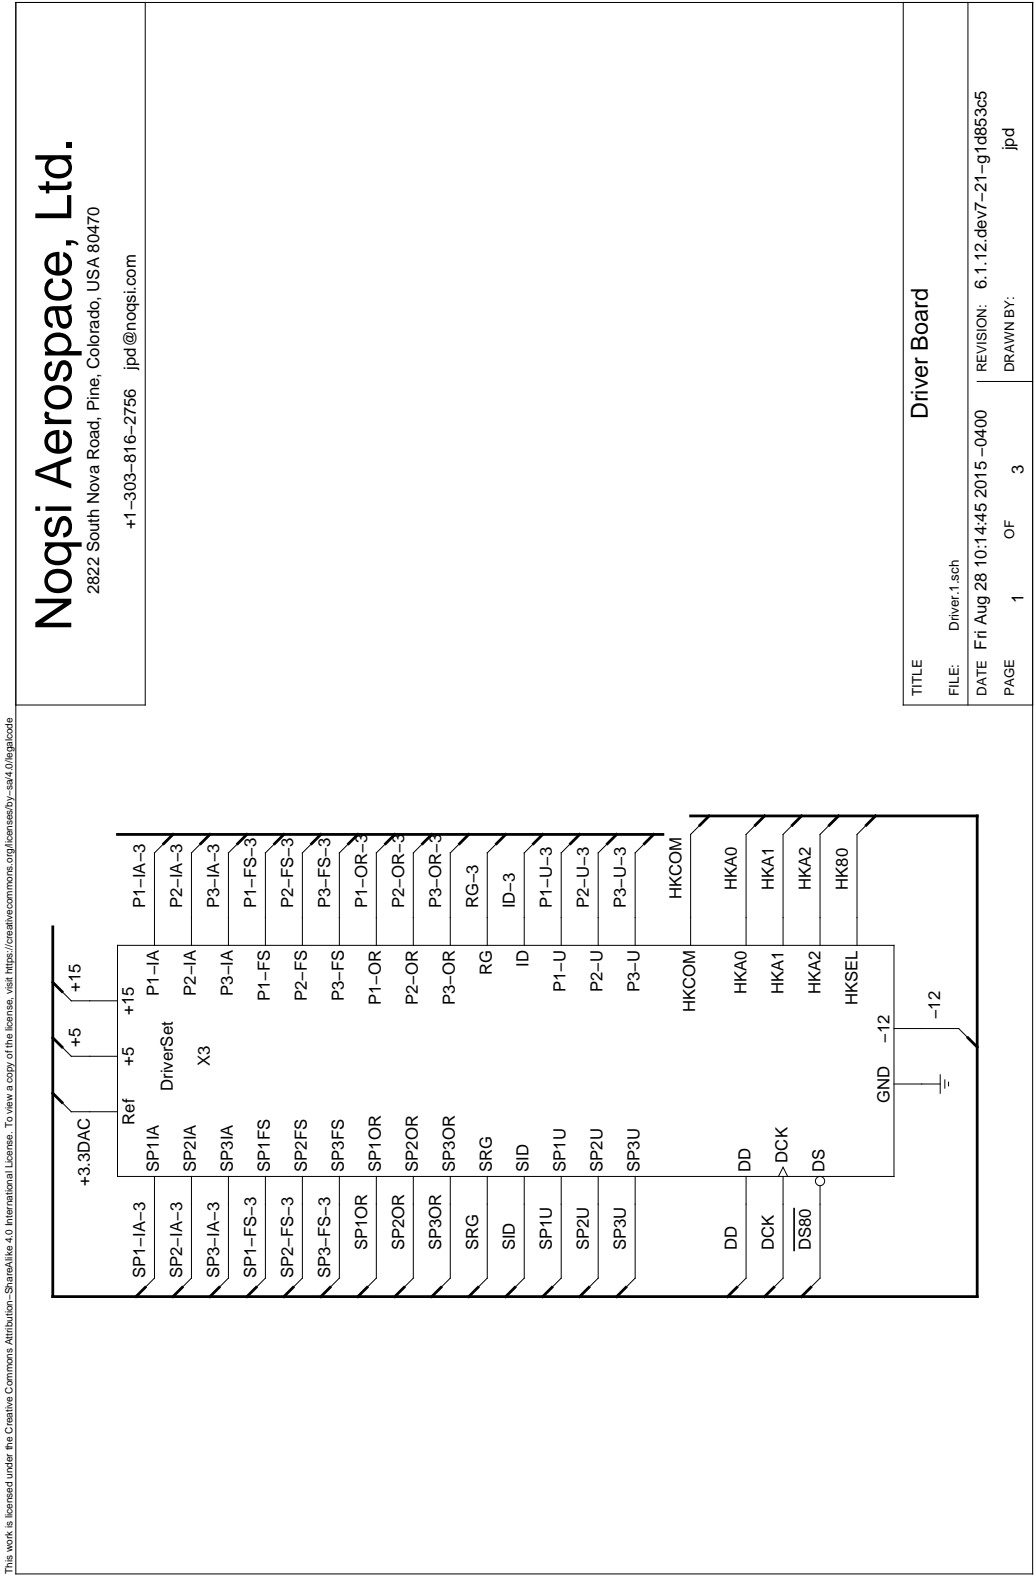 This work is licensed under the Creative Commons Attribution−ShareAlike 4.0 International License. To view a copy of the license, visit https://creativecommons.org/licenses/by−sa/4.0/legalcode
Noqsi Aerospace, Ltd.
2822 South Nova Road, Pine, Colorado, USA 80470
+1−303−816−2756 jpd@noqsi.com
+3.3DAC
+5
+15
Ref
+5
+15
DriverSet
X3
SP1−IA−3
SP1IA
P1−IA
P1−IA−3
SP2−IA−3
SP2IA
P2−IA
P2−IA−3
SP3−IA−3
SP3IA
P3−IA
P3−IA−3
SP1−FS−3
SP1FS
P1−FS
P1−FS−3
SP2−FS−3
SP2FS
P2−FS
P2−FS−3
SP3−FS−3
SP3FS
P3−FS
P3−FS−3
SP1OR
SP1OR
P1−OR
P1−OR−3
SP2OR
SP2OR
P2−OR
P2−OR−3
SP3OR
SP3OR
P3−OR
P3−OR−3
SRG
SRG
RG
RG−3
SID
SID
ID
ID−3
SP1U
SP1U
P1−U
P1−U−3
SP2U
SP2U
P2−U
P2−U−3
SP3U
SP3U
P3−U
P3−U−3
HKCOM
HKCOM
DD
DD
HKA0
HKA0
DCK
DCK
HKA1
HKA1
DS80
DS
HKA2
HKA2
HKSEL
HK80
GND
−12
−12
TITLE
Driver Board
FILE: Driver.1.sch
DATE Fri Aug 28 10:14:45 2015 −0400
REVISION: 6.1.12.dev7−21−g1d853c5
PAGE 1 OF 3
DRAWN BY: jpd